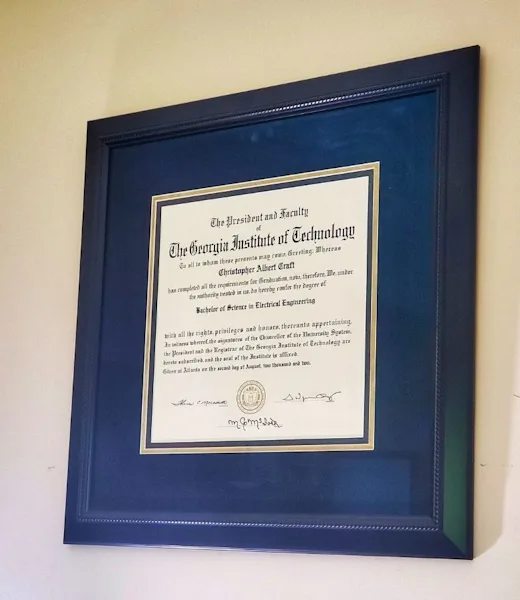 The President and Faculty
of
The Georgia Institute of Technology
To all to whom these presents may come, Greeting: Whereas
Christopher Albert Craft
has completed all the requirements for Graduation, now, therefore, We, under
the authority vested in us, do hereby confer the degree of
Bachelor of Science in Electrical Engineering
with all the rights, privileges and honors, thereunto appertaining.
In witness whereof, the signatures of the Chancellor of the University System,
the President and the Registrar of The Georgia Institute of Technology are
hereto subscribed, and the seal of the Institute is affixed.
Given at Atlanta on the second day of August, two thousand and two.